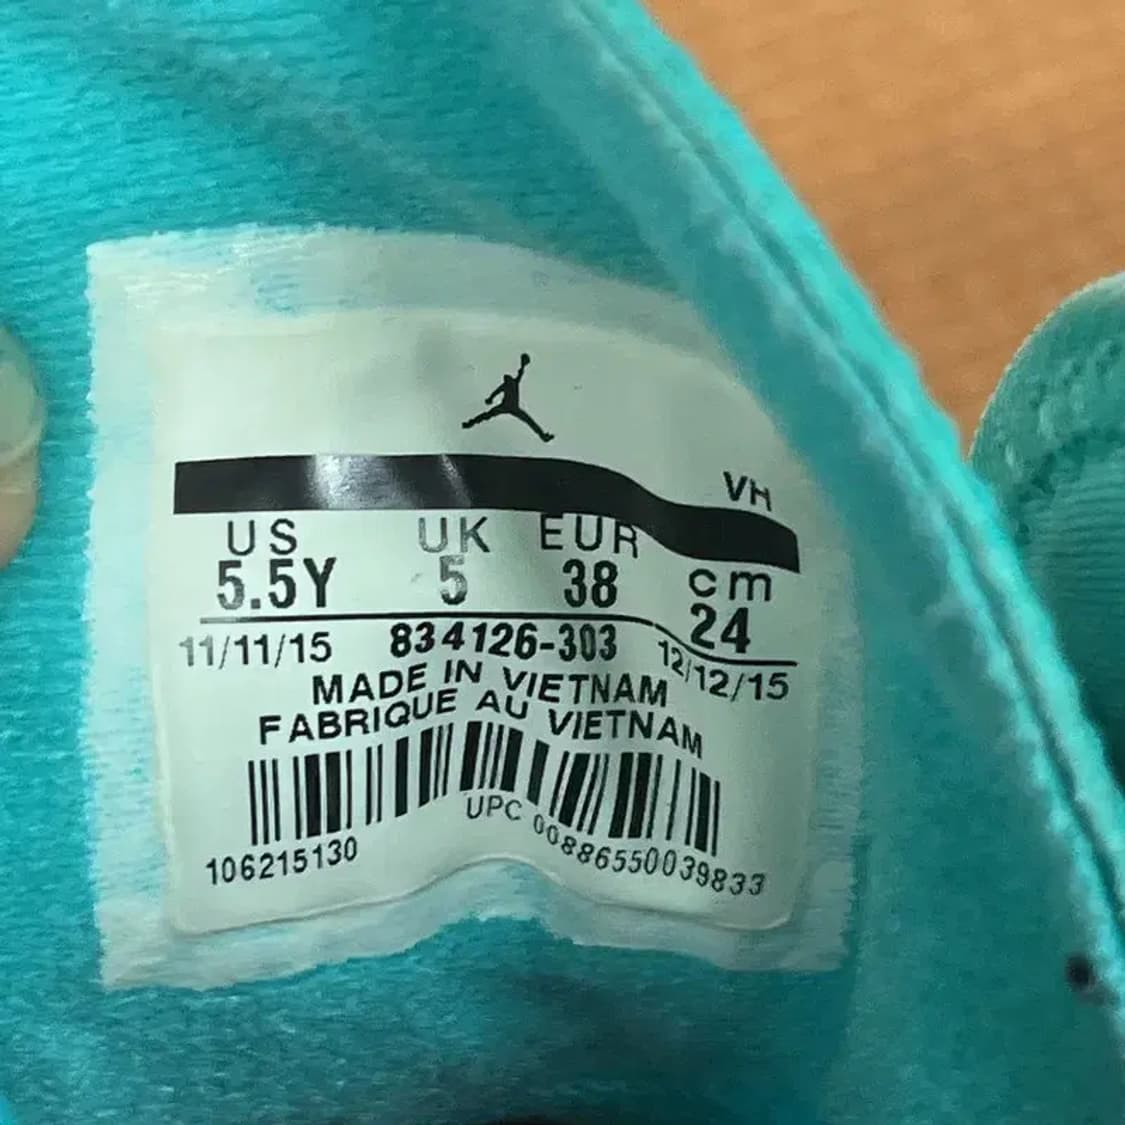 VH
US UK EUR cm
5.5Y 5 38 24
11/11/15 834126-303 12/12/15
MADE IN VIETNAM
FABRIQUE AU VIETNAM
106215130 UPC 00886550039833